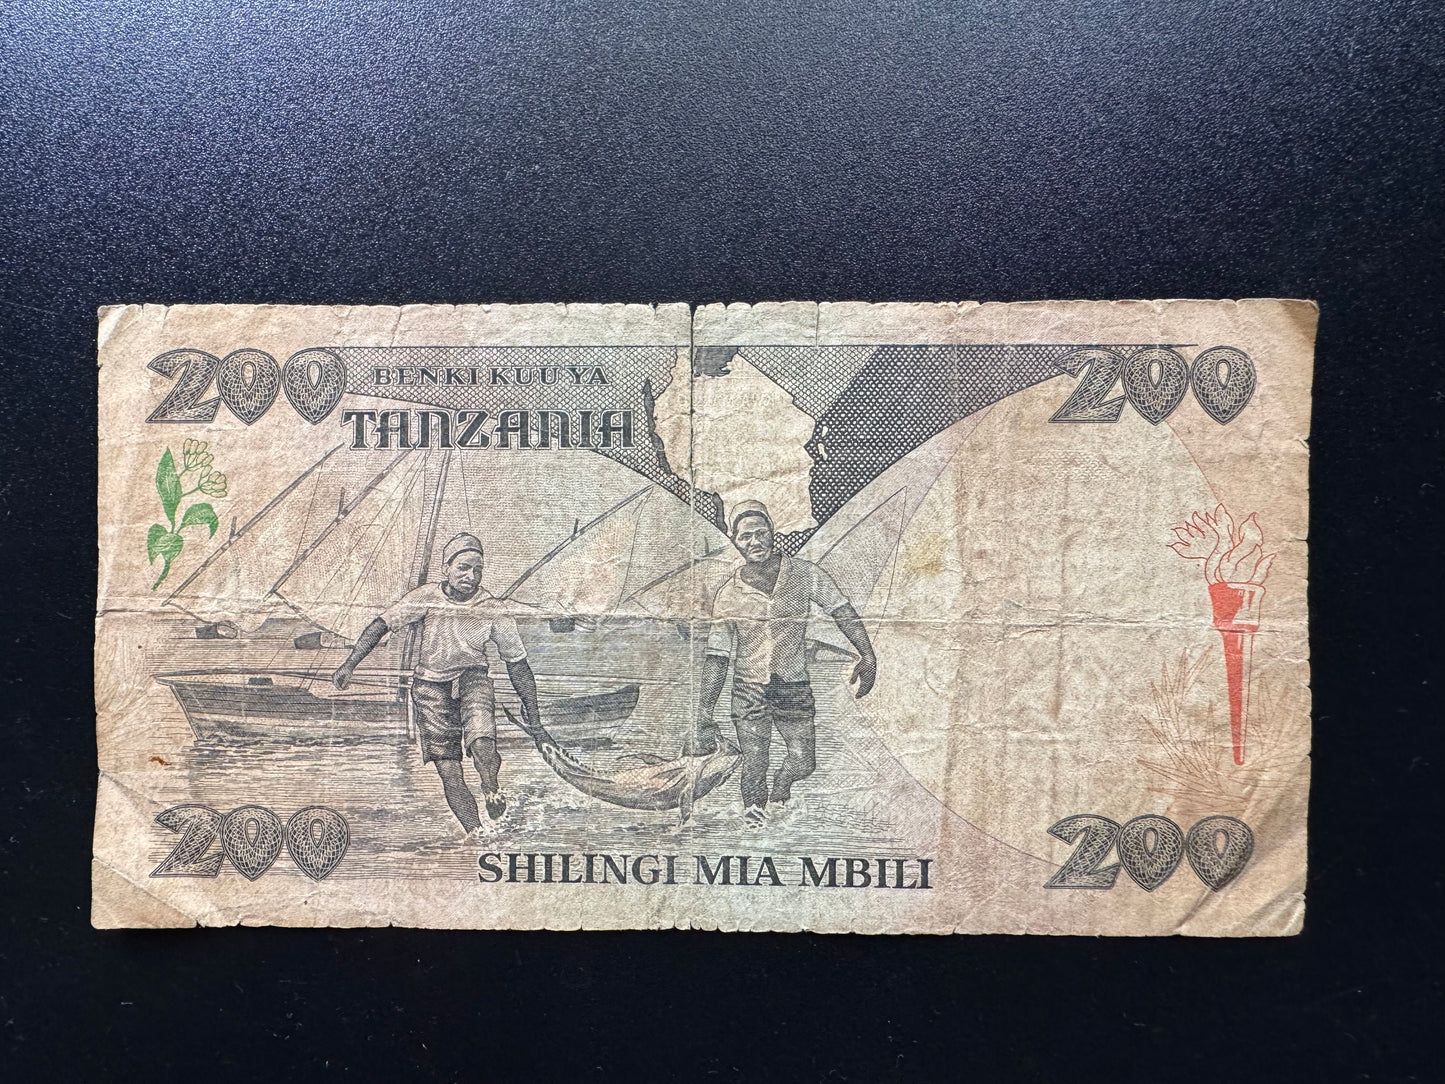 200 200
BENKI KUU YA
TANZANIA
200 200
SHILINGI MIA MBILI